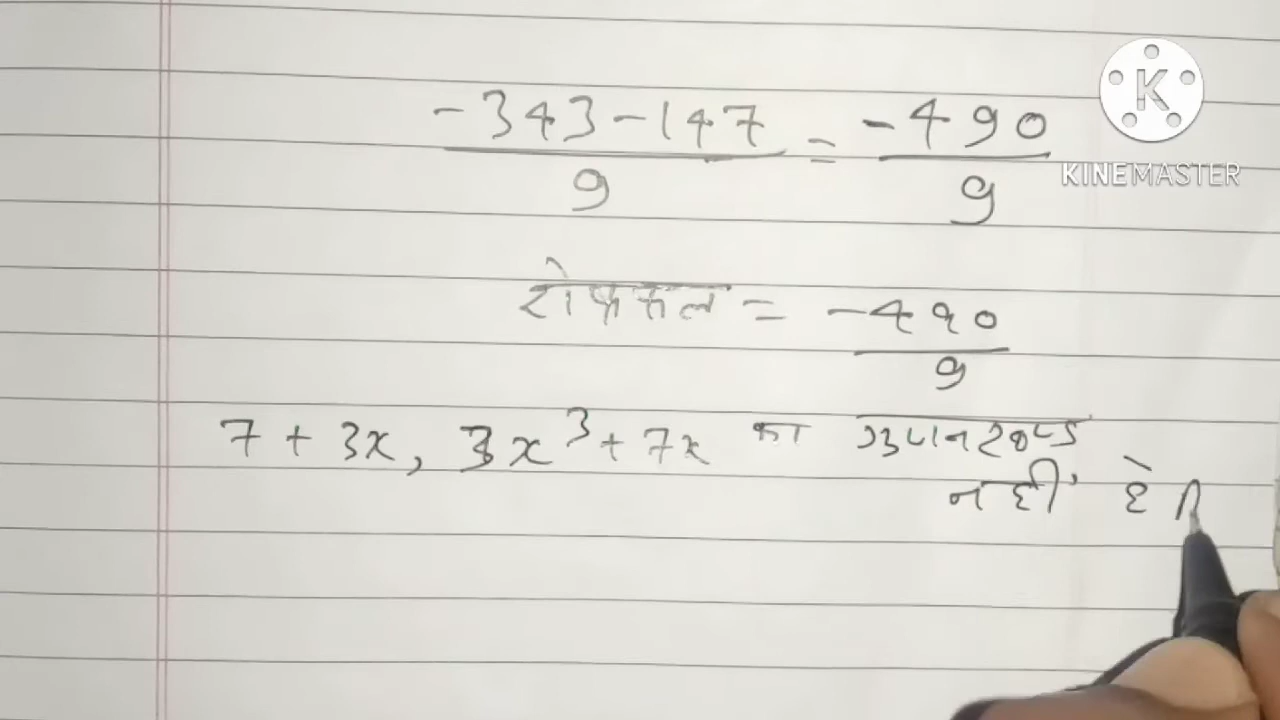 -343-147/9 = -490/9
K
KINEMASTER
शेषफल = -490/9
7 + 3x, 3x³ + 7x का गुणनखण्ड
नहीं है।